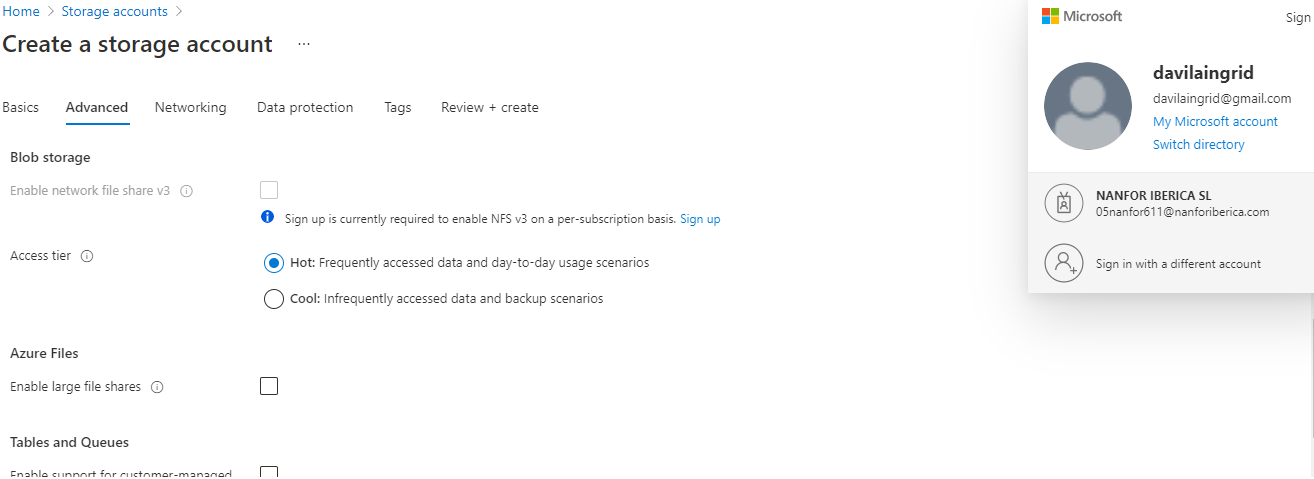 Home > Storage accounts >
Create a storage account ...
Basics Advanced Networking Data protection Tags Review + create
Blob storage
Enable network file share v3
Sign up is currently required to enable NFS v3 on a per-subscription basis. Sign up
Access tier
Hot: Frequently accessed data and day-to-day usage scenarios
Cool: Infrequently accessed data and backup scenarios
Azure Files
Enable large file shares
Tables and Queues
Enable support for customer-managed
Microsoft
Sign
davilaingrid
davilaingrid@gmail.com
My Microsoft account
Switch directory
NANFOR IBERICA SL
05nanfor611@nanforiberica.com
Sign in with a different account